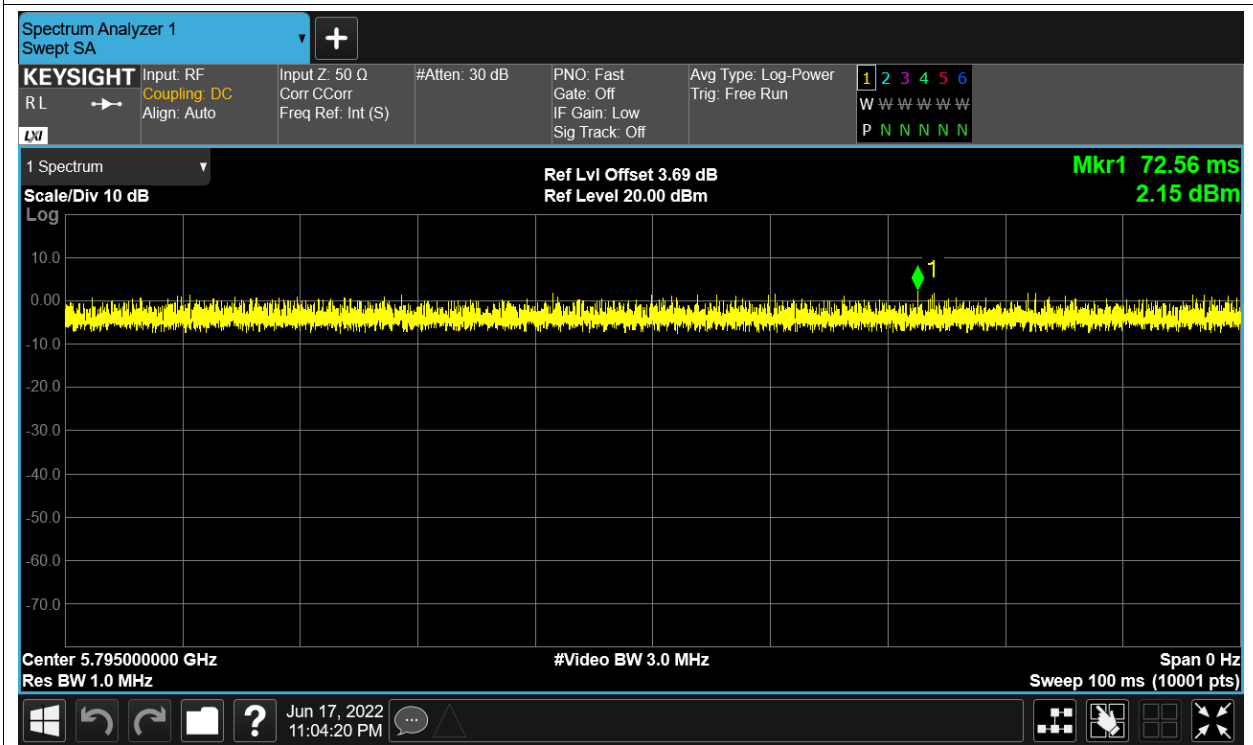 Spectrum Analyzer 1
Swept SA
KEYSIGHT
R L
LXI
Input: RF
Coupling: DC
Align: Auto
Input Z: 50 Ω
Corr CCorr
Freq Ref: Int (S)
#Atten: 30 dB
PNO: Fast
Gate: Off
IF Gain: Low
Sig Track: Off
Avg Type: Log-Power
Trig: Free Run
1 2 3 4 5 6
W W W W W W
P N N N N N
1 Spectrum
Scale/Div 10 dB
Ref Lvl Offset 3.69 dB
Ref Level 20.00 dBm
Mkr1 72.56 ms
2.15 dBm
Log
10.0
0.00
-10.0
-20.0
-30.0
-40.0
-50.0
-60.0
-70.0
1
Center 5.795000000 GHz
Res BW 1.0 MHz
#Video BW 3.0 MHz
Span 0 Hz
Sweep 100 ms (10001 pts)
?
Jun 17, 2022
11:04:20 PM